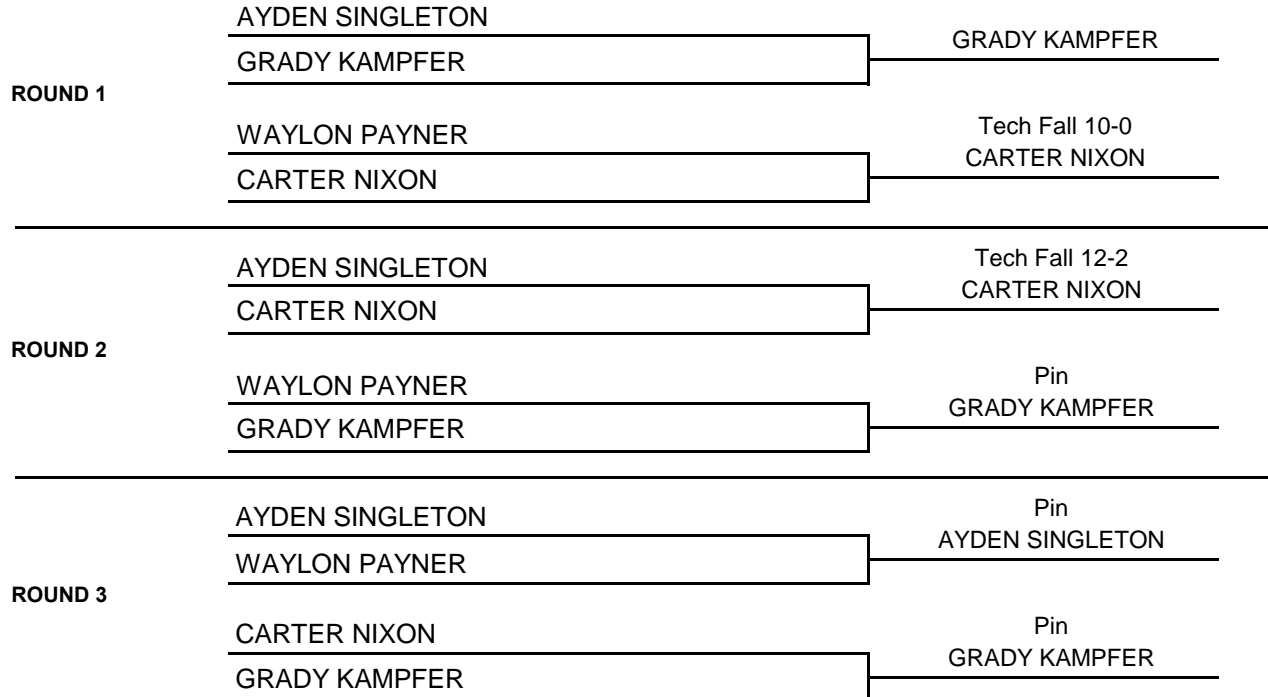 AYDEN SINGLETON
GRADY KAMPFER
GRADY KAMPFER
ROUND 1
WAYLON PAYNER
Tech Fall 10-0
CARTER NIXON
CARTER NIXON
AYDEN SINGLETON
Tech Fall 12-2
CARTER NIXON
CARTER NIXON
ROUND 2
WAYLON PAYNER
Pin
GRADY KAMPFER
GRADY KAMPFER
AYDEN SINGLETON
Pin
AYDEN SINGLETON
WAYLON PAYNER
ROUND 3
CARTER NIXON
Pin
GRADY KAMPFER
GRADY KAMPFER